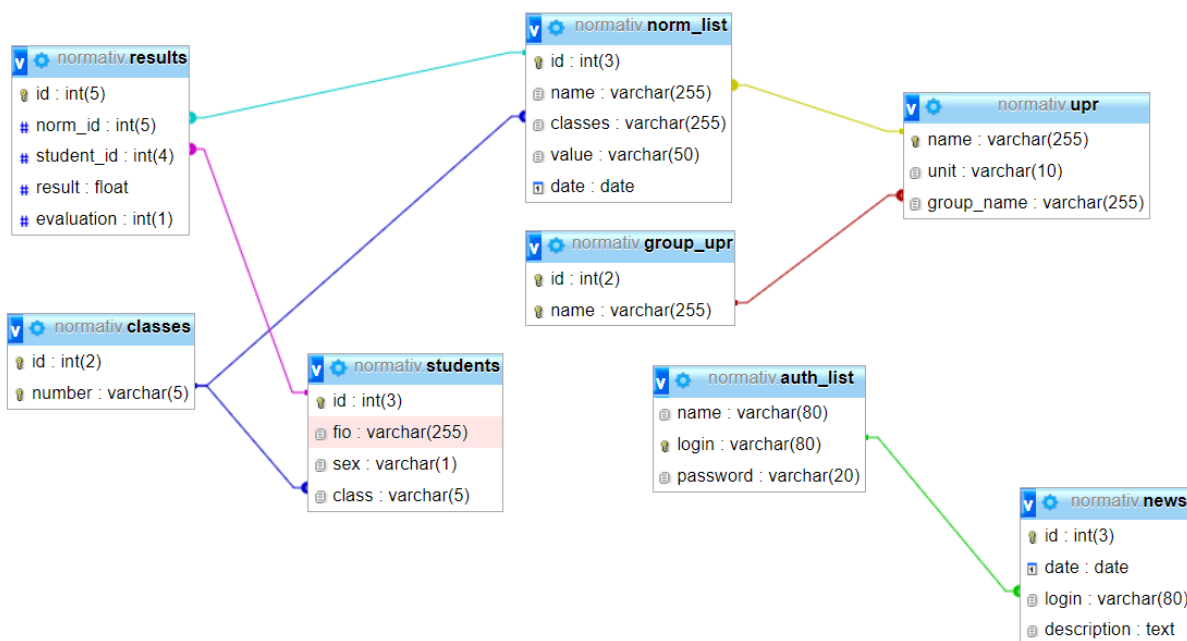 normativ.results
id : int(5)
norm_id : int(5)
student_id : int(4)
result : float
evaluation : int(1)
normativ.norm_list
id : int(3)
name : varchar(255)
classes : varchar(255)
value : varchar(50)
date : date
normativ.upr
name : varchar(255)
unit : varchar(10)
group_name : varchar(255)
normativ.group_upr
id : int(2)
name : varchar(255)
normativ.classes
id : int(2)
number : varchar(5)
normativ.students
id : int(3)
fio : varchar(255)
sex : varchar(1)
class : varchar(5)
normativ.auth_list
name : varchar(80)
login : varchar(80)
password : varchar(20)
normativ.news
id : int(3)
date : date
login : varchar(80)
description : text